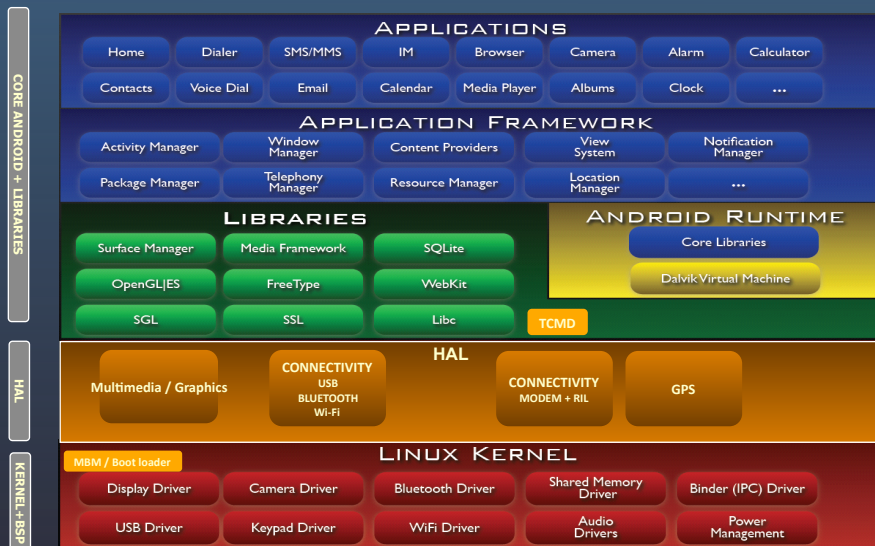 APPLICATIONS
Home Dialer SMS/MMS IM Browser Camera Alarm Calculator
Contacts Voice Dial Email Calendar Media Player Albums Clock ...
APPLICATION FRAMEWORK
Activity Manager Window Manager Content Providers View System Notification Manager
Package Manager Telephony Manager Resource Manager Location Manager ...
CORE ANDROID + LIBRARIES
LIBRARIES
Surface Manager Media Framework SQLite
OpenGL|ES FreeType WebKit
SGL SSL Libc
TCMD
ANDROID RUNTIME
Core Libraries
Dalvik Virtual Machine
HAL
HAL
Multimedia / Graphics
CONNECTIVITY
USB
BLUETOOTH
Wi-Fi
CONNECTIVITY
MODEM + RIL
GPS
KERNEL+BSP
LINUX KERNEL
MBM / Boot loader
Display Driver Camera Driver Bluetooth Driver Shared Memory Driver Binder (IPC) Driver
USB Driver Keypad Driver WiFi Driver Audio Drivers Power Management